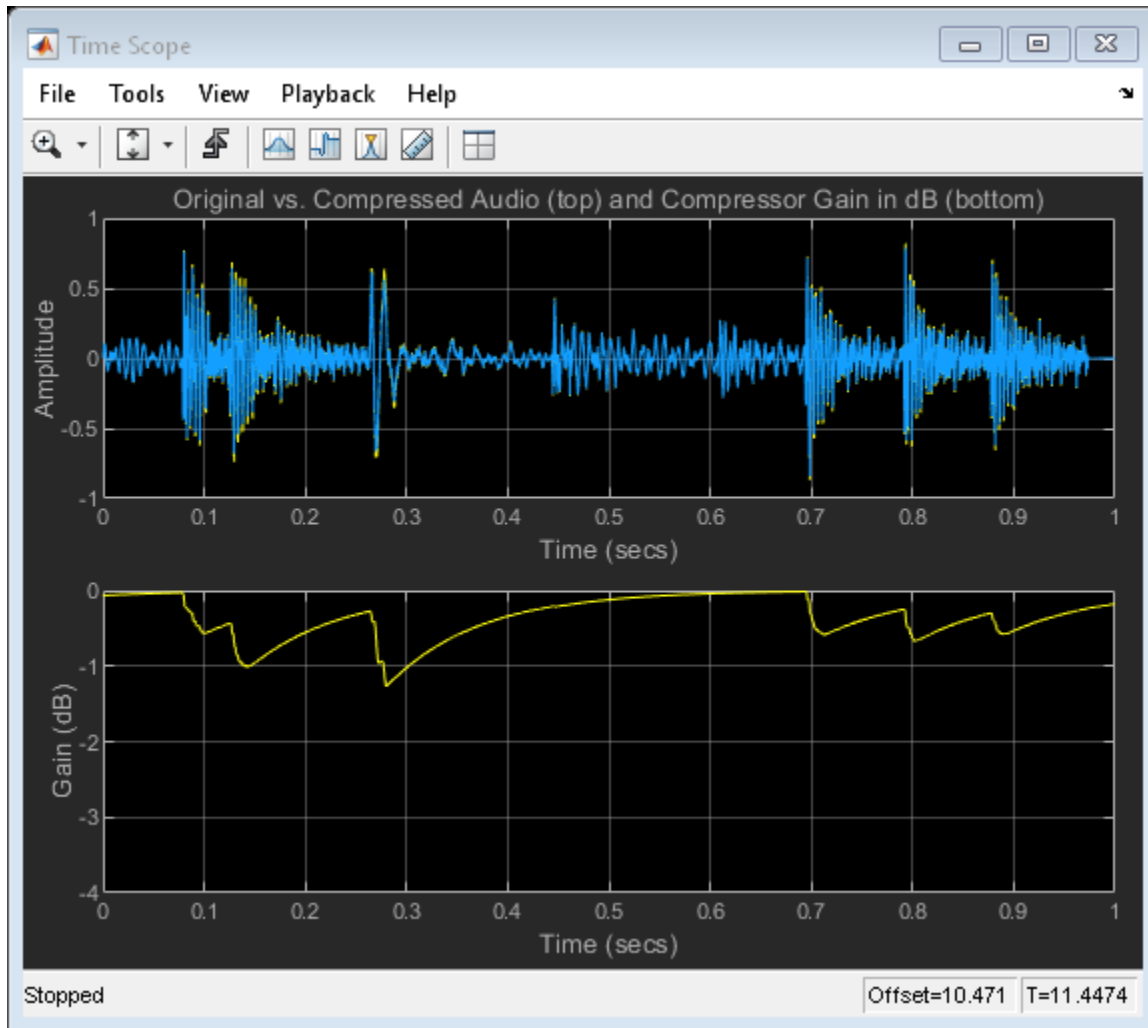 Time Scope
File Tools View Playback Help
Original vs. Compressed Audio (top) and Compressor Gain in dB (bottom)
1
0.5
0
-0.5
-1
Amplitude
0 0.1 0.2 0.3 0.4 0.5 0.6 0.7 0.8 0.9 1
Time (secs)
0
-1
-2
-3
-4
Gain (dB)
0 0.1 0.2 0.3 0.4 0.5 0.6 0.7 0.8 0.9 1
Time (secs)
Stopped Offset=10.471 T=11.4474